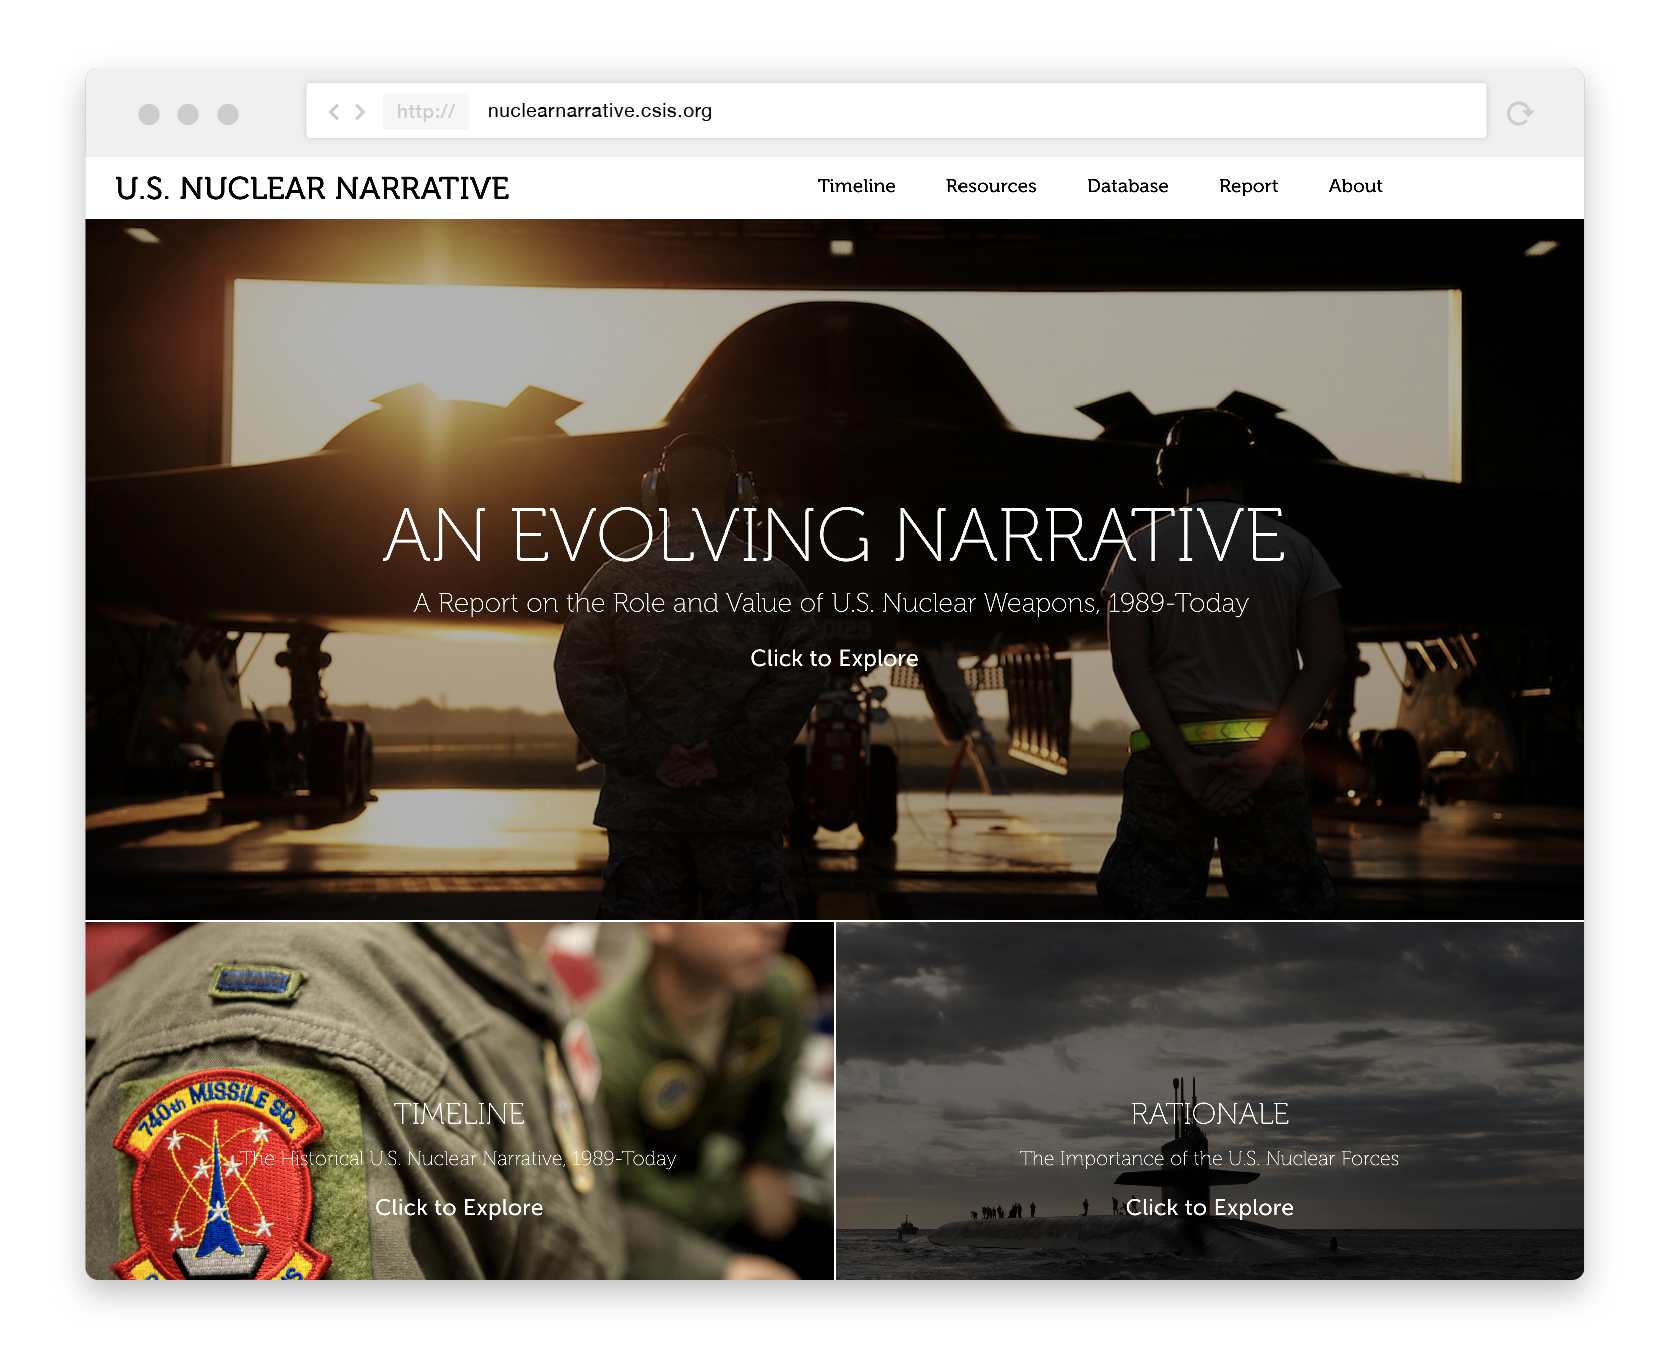 http://
nuclearnarrative.csis.org
U.S. NUCLEAR NARRATIVE
Timeline
Resources
Database
Report
About
AN EVOLVING NARRATIVE
A Report on the Role and Value of U.S. Nuclear Weapons, 1989-Today
Click to Explore
740th MISSILE SQ.
TIMELINE
The Historical U.S. Nuclear Narrative, 1989-Today
Click to Explore
RATIONALE
The Importance of the U.S. Nuclear Forces
Click to Explore